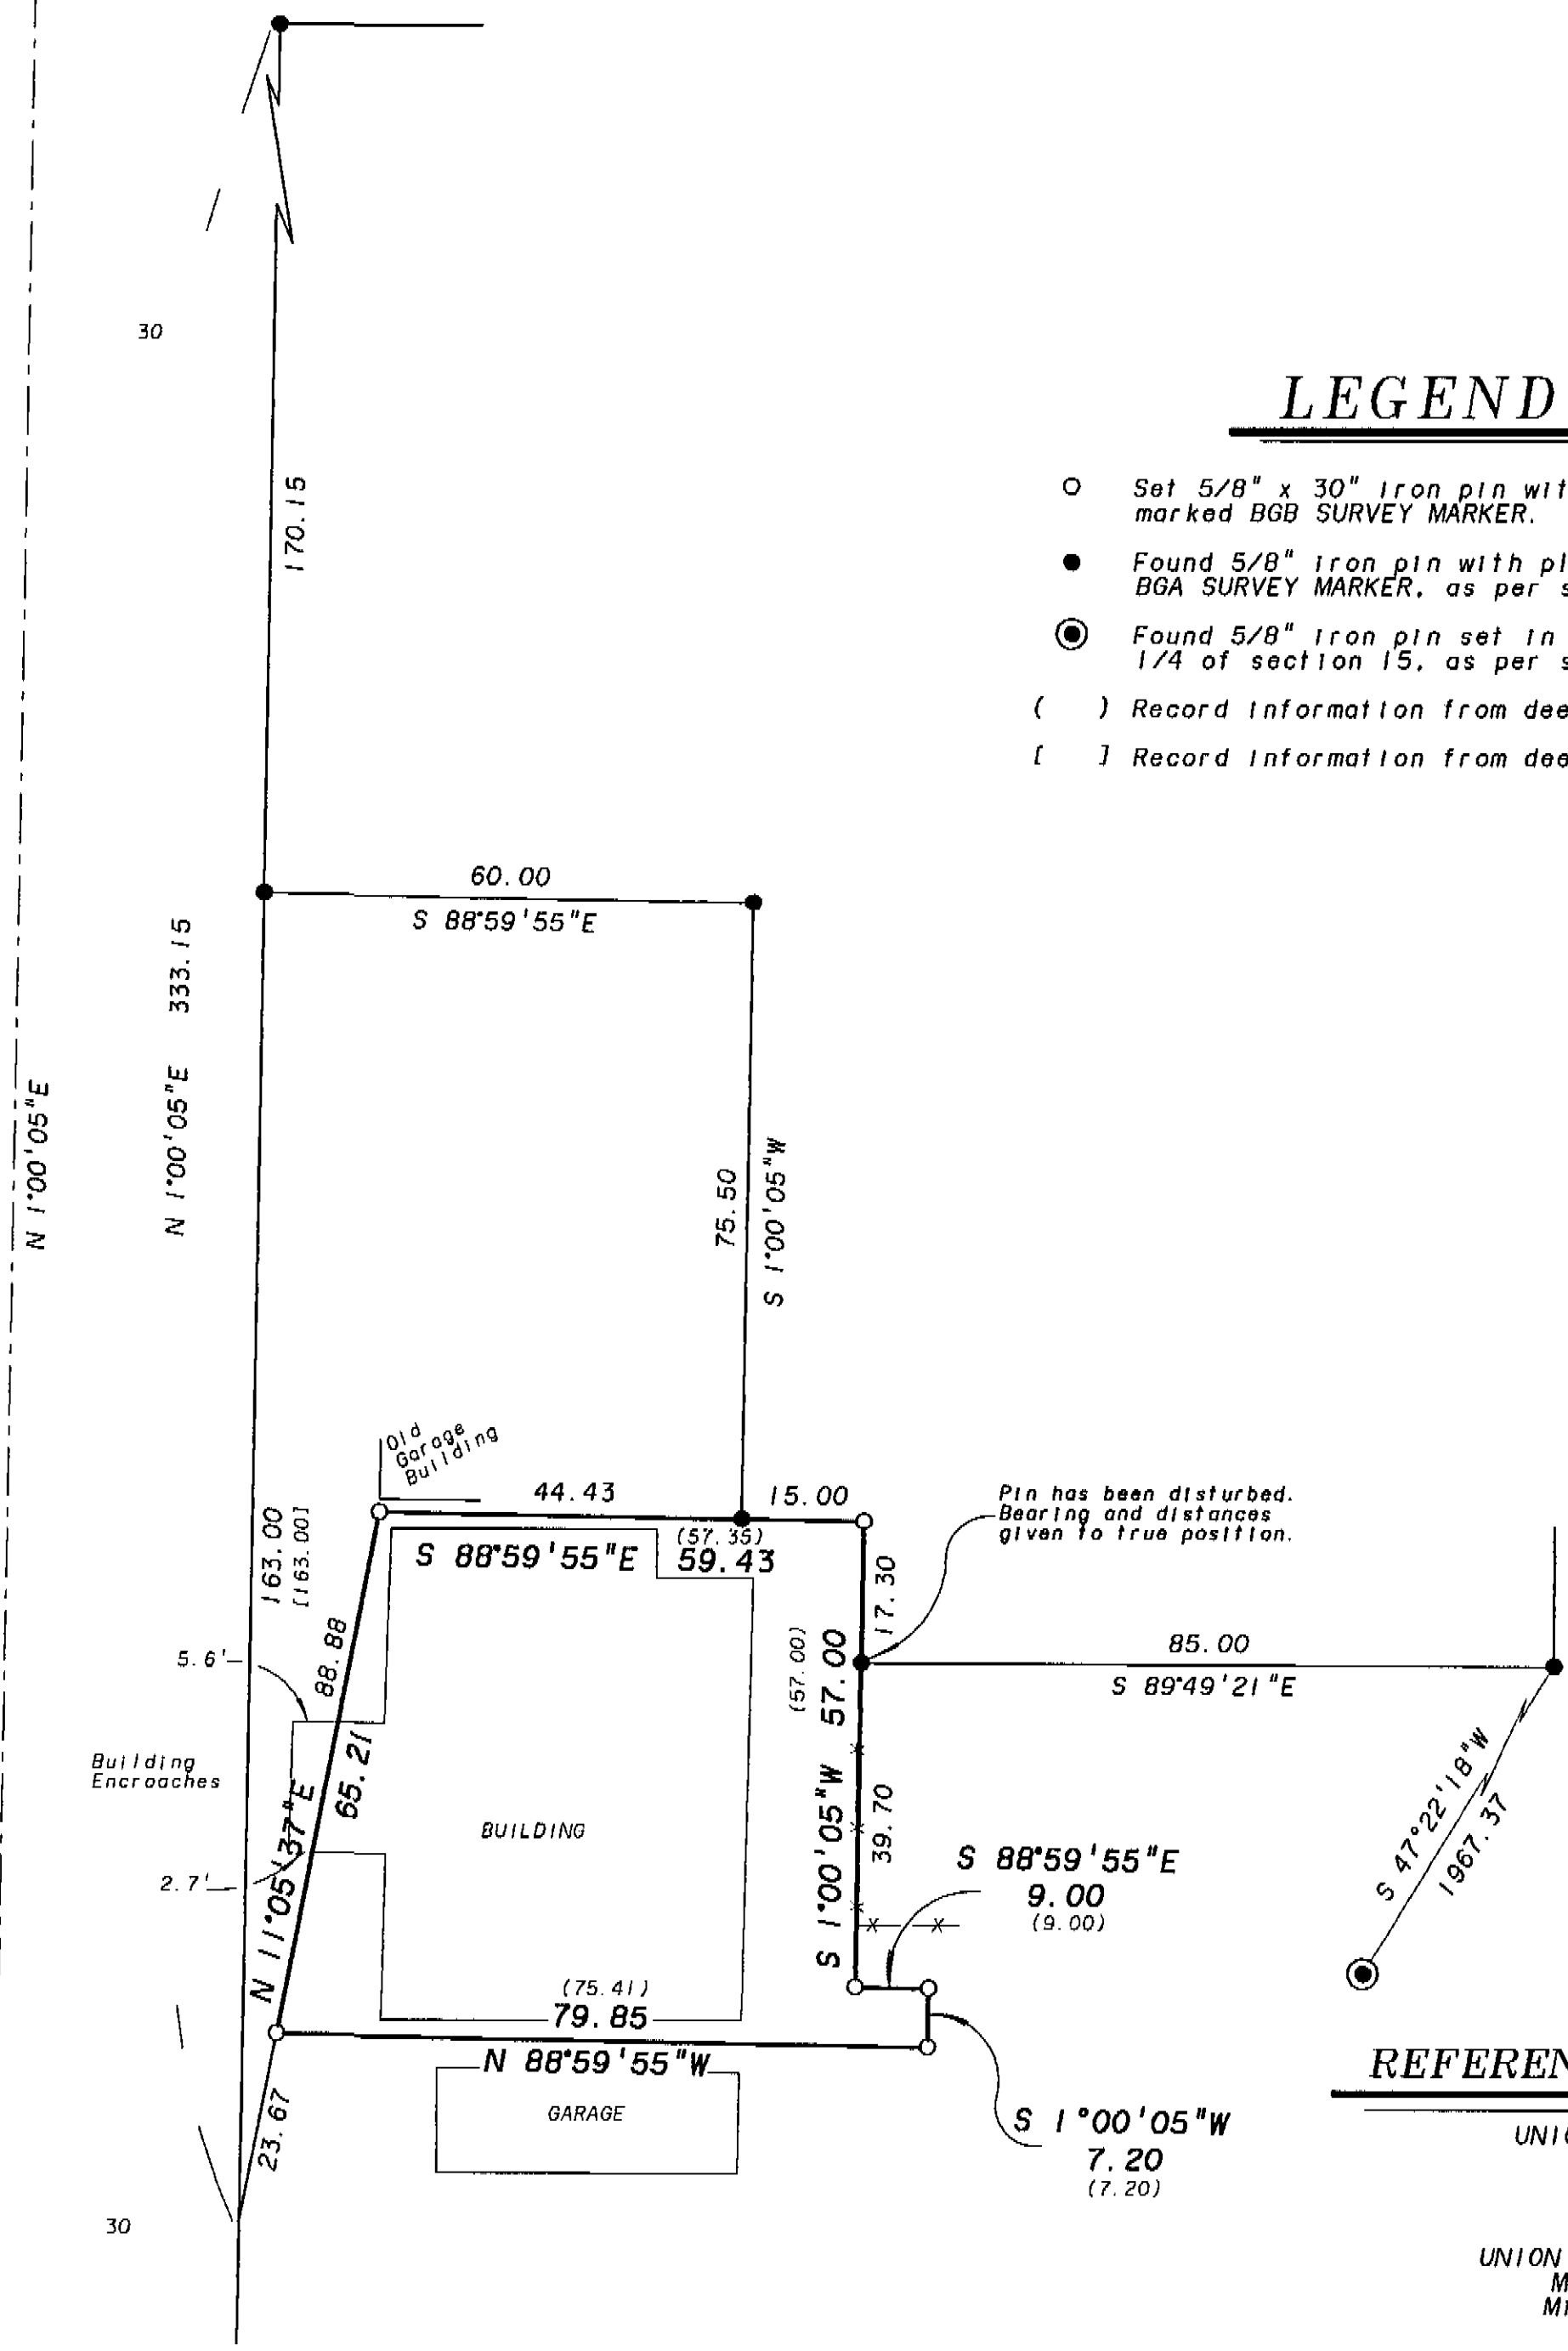 30
170.15
LEGEND
Set 5/8" x 30" iron pin wit
marked BGB SURVEY MARKER.
Found 5/8" iron pin with pl
BGA SURVEY MARKER, as per s
Found 5/8" iron pin set in
1/4 of section 15, as per s
( ) Record Information from dee
[ ] Record Information from dee
60.00
S 88°59'55"E
N 1°00'05"E 333.15
N 1°00'05"E
75.50
S 1°00'05"W
Old
Garage
Building
44.43
15.00
(57.35)
S 88°59'55"E 59.43
Pin has been disturbed.
Bearing and distances
given to true position.
163.00
[163.00]
88.88
17.30
(57.00)
S 1°00'05"W 57.00
85.00
S 89°49'21"E
5.6'
Building
Encroaches
N 11°05'37"E 65.21
BUILDING
39.70
S 88°59'55"E
9.00
(9.00)
S 47°22'18"W
1967.37
2.7'
(75.41)
79.85
N 88°59'55"W
GARAGE
23.67
S 1°00'05"W
7.20
(7.20)
REFEREN
UNIO
30
UNION
M
MI